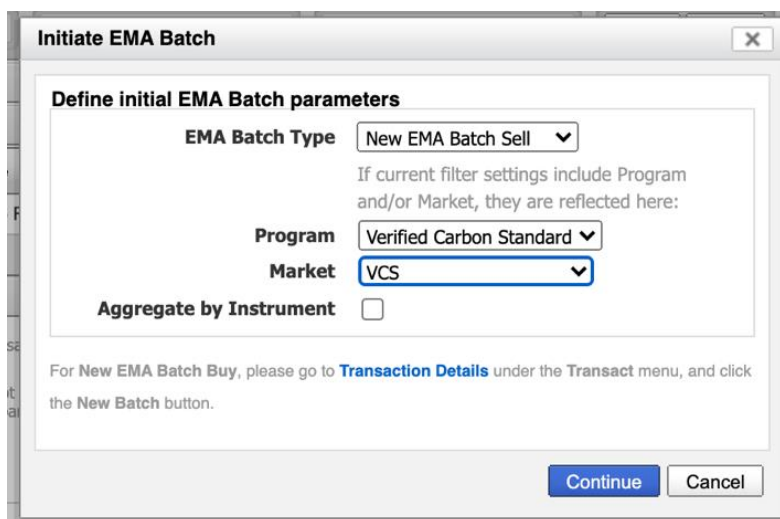 Initiate EMA Batch
Define initial EMA Batch parameters
EMA Batch Type New EMA Batch Sell
If current filter settings include Program
and/or Market, they are reflected here:
Program Verified Carbon Standard
Market VCS
Aggregate by Instrument
For New EMA Batch Buy, please go to Transaction Details under the Transact menu, and click
the New Batch button.
Continue Cancel